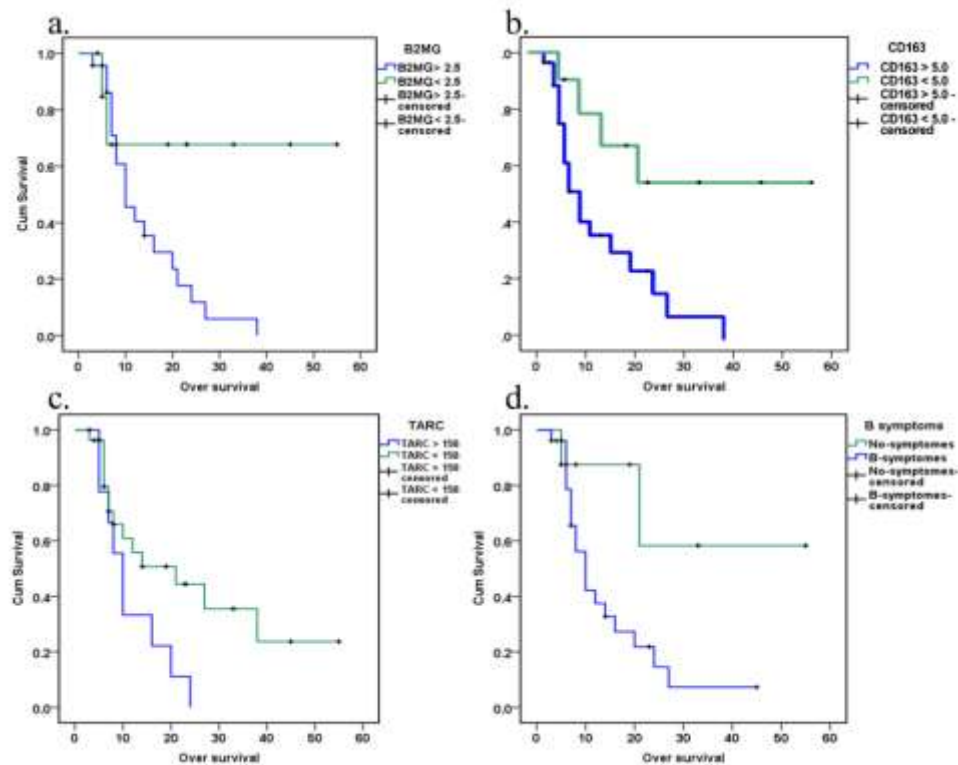 a.
B2MG
B2MG> 2.5
B2MG < 2.5
B2MG> 2.5-
censored
B2MG < 2.5-
censored
1.0
0.8
0.6
0.4
0.2
0.0
Cum Survival
0 10 20 30 40 50 60
Over survival
b.
CD163
CD163 > 5.0
CD163 < 5.0
CD163 > 5.0 -
censored
CD163 < 5.0 -
censored
.0
.8
.6
.4
.2
.0
Cum Survival
0 10 20 30 40 50 60
Over survival
c.
TARC
TARC > 150
TARC < 150
TARC > 150
censored
TARC < 150
censored
1.0
0.8
0.6
0.4
0.2
0.0
Cum Survival
0 10 20 30 40 50 60
Over survival
d.
B symptoms
No-symptomes
B-symptomes
No-symptomes-
censored
B-symptomes-
censored
1.0
0.8
0.6
0.4
0.2
0.0
Cum Survival
0 10 20 30 40 50 60
Over survival